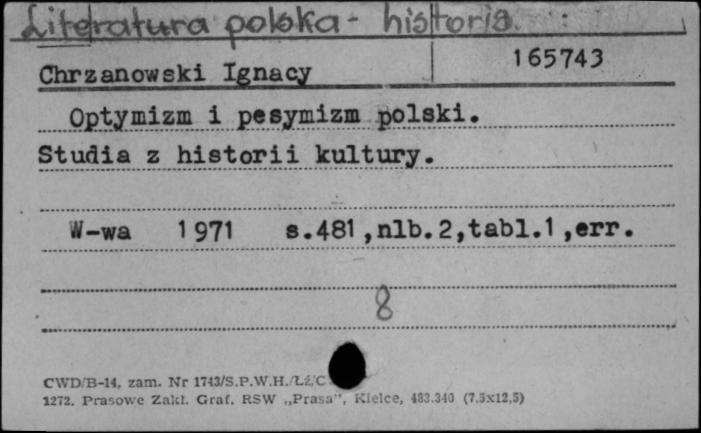 Literatura polska - historia
165743
Chrzanowski Ignacy
Optymizm i pesymizm polski.
Studia z historii kultury.
W-wa 1971 s.481,nlb.2,tabl.1,err.
8
CWD/B-14, zam. Nr 1743/S.P.W.H./Łź/C
1272. Prasowe Zakł. Graf. RSW „Prasa”, Kielce, 483.340 (7,5x12,5)